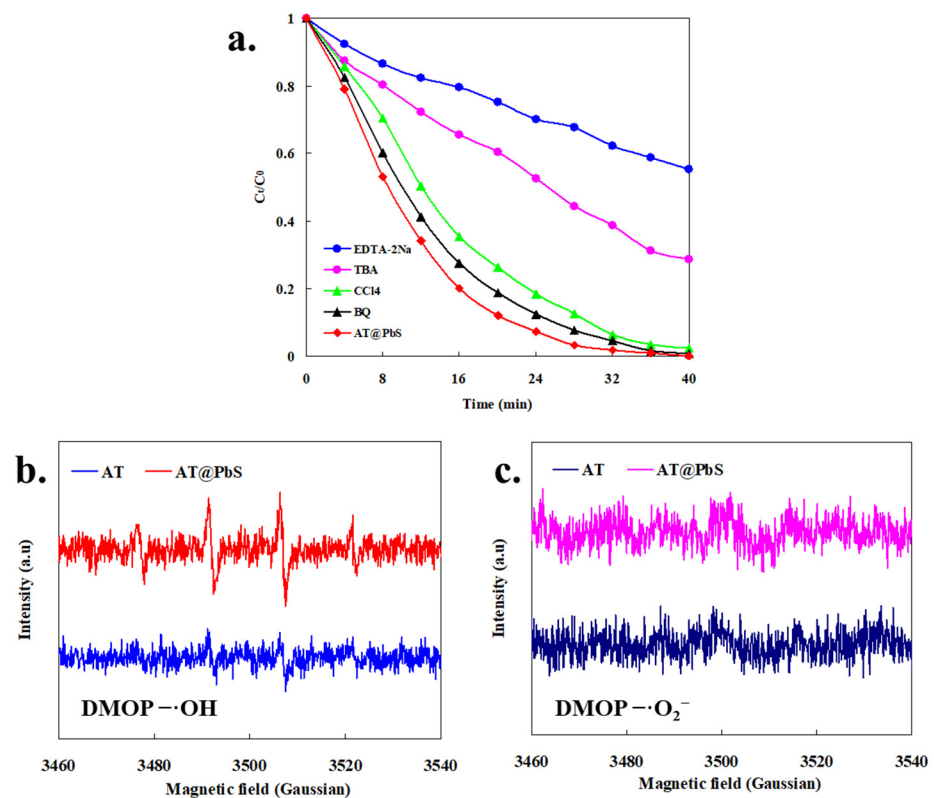 a.
1
0.8
0.6
0.4
0.2
0
Ct/C0
EDTA-2Na
TBA
CCl4
BQ
AT@PbS
0 8 16 24 32 40
Time (min)
b.
AT AT@PbS
Intensity (a.u)
DMOP－·OH
3460 3480 3500 3520 3540
Magnetic field (Gaussian)
c.
AT AT@PbS
Intensity (a.u)
DMOP－·O₂⁻
3460 3480 3500 3520 3540
Magnetic field (Gaussian)